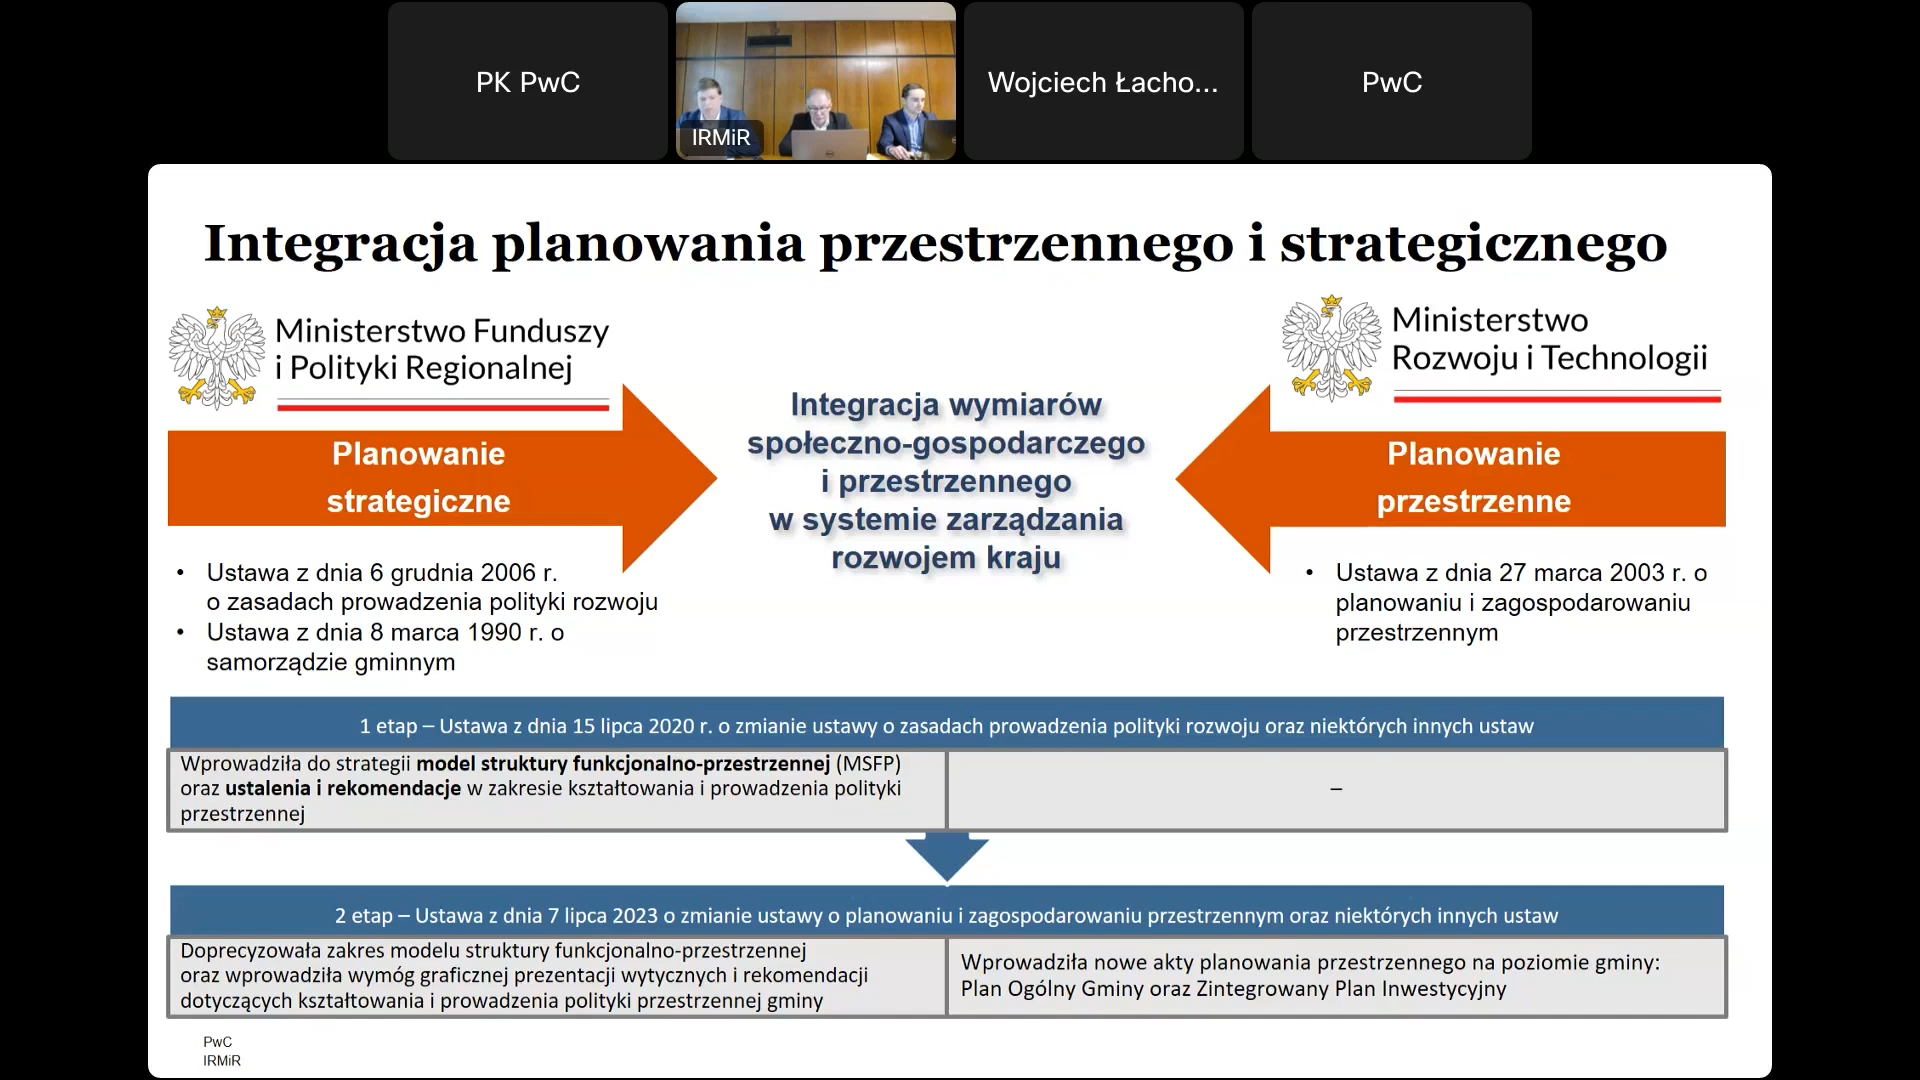 PK PwC
IRMiR
Wojciech Łacho...
PwC
Integracja planowania przestrzennego i strategicznego
Ministerstwo Funduszy
i Polityki Regionalnej
Ministerstwo
Rozwoju i Technologii
Planowanie
strategiczne
Integracja wymiarów
społeczno-gospodarczego
i przestrzennego
w systemie zarządzania
rozwojem kraju
Planowanie
przestrzenne
• Ustawa z dnia 6 grudnia 2006 r.
o zasadach prowadzenia polityki rozwoju
• Ustawa z dnia 8 marca 1990 r. o
samorządzie gminnym
• Ustawa z dnia 27 marca 2003 r. o
planowaniu i zagospodarowaniu
przestrzennym
1 etap – Ustawa z dnia 15 lipca 2020 r. o zmianie ustawy o zasadach prowadzenia polityki rozwoju oraz niektórych innych ustaw
Wprowadziła do strategii model struktury funkcjonalno-przestrzennej (MSFP)
oraz ustalenia i rekomendacje w zakresie kształtowania i prowadzenia polityki
przestrzennej
–
2 etap – Ustawa z dnia 7 lipca 2023 o zmianie ustawy o planowaniu i zagospodarowaniu przestrzennym oraz niektórych innych ustaw
Doprecyzowała zakres modelu struktury funkcjonalno-przestrzennej
oraz wprowadziła wymóg graficznej prezentacji wytycznych i rekomendacji
dotyczących kształtowania i prowadzenia polityki przestrzennej gminy
Wprowadziła nowe akty planowania przestrzennego na poziomie gminy:
Plan Ogólny Gminy oraz Zintegrowany Plan Inwestycyjny
PwC
IRMiR